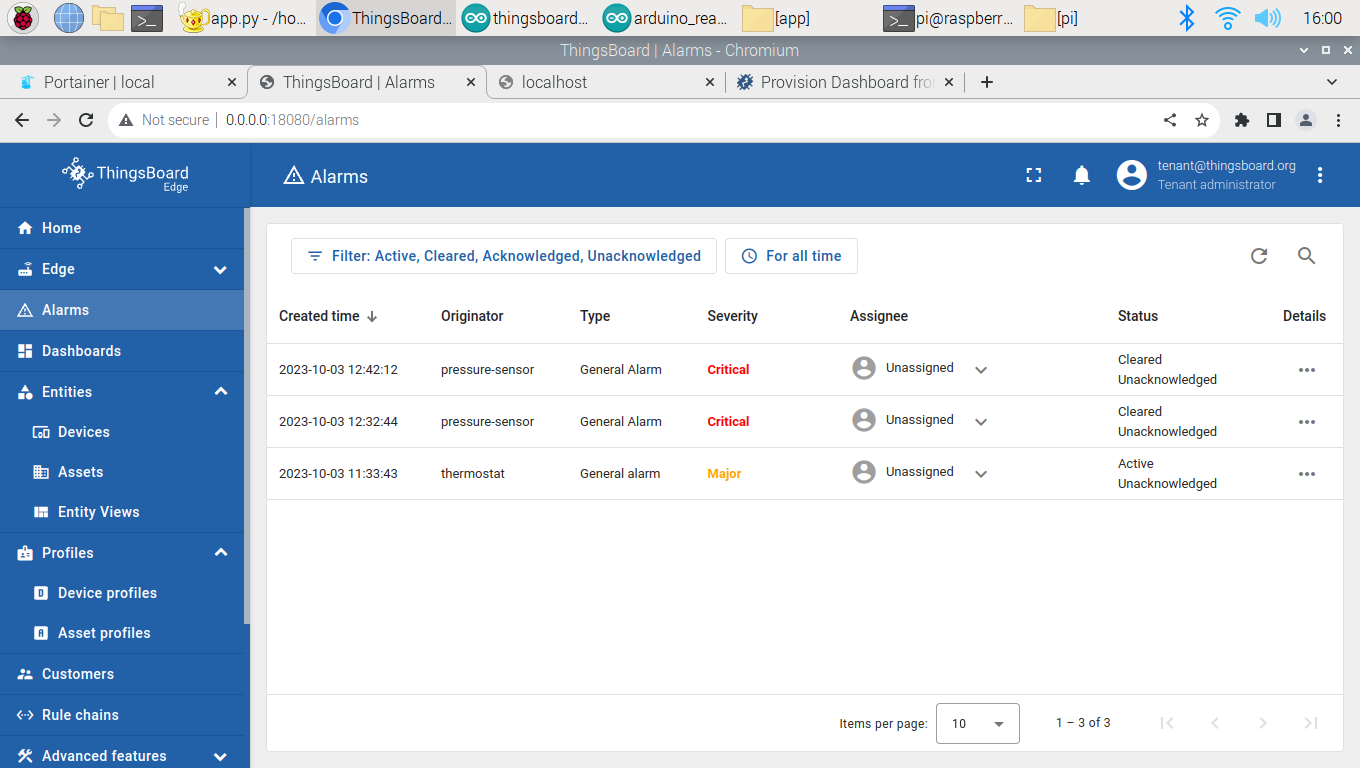 app.py - /ho...
ThingsBoard...
thingsboard...
arduino_rea...
[app]
pi@raspberr...
[pi]
16:00
ThingsBoard | Alarms - Chromium
Portainer | local
ThingsBoard | Alarms
localhost
Provision Dashboard fro
Not secure
0.0.0.0:18080/alarms
ThingsBoard
Edge
Alarms
tenant@thingsboard.org
Tenant administrator
Home
Edge
Alarms
Dashboards
Entities
Devices
Assets
Entity Views
Profiles
Device profiles
Asset profiles
Customers
Rule chains
Advanced features
Filter: Active, Cleared, Acknowledged, Unacknowledged
For all time
Created time Originator Type Severity Assignee Status Details
2023-10-03 12:42:12 pressure-sensor General Alarm Critical Unassigned Cleared
Unacknowledged
2023-10-03 12:32:44 pressure-sensor General Alarm Critical Unassigned Cleared
Unacknowledged
2023-10-03 11:33:43 thermostat General alarm Major Unassigned Active
Unacknowledged
Items per page: 10 1 – 3 of 3